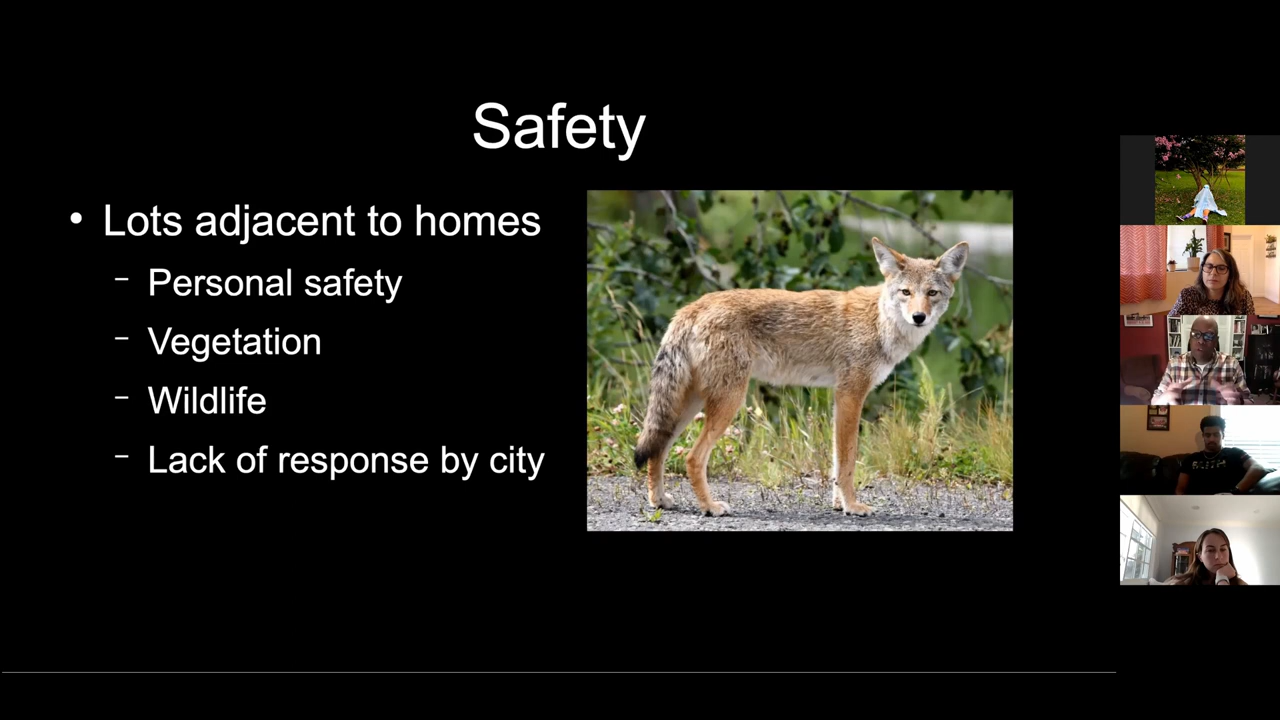 Safety
• Lots adjacent to homes
– Personal safety
– Vegetation
– Wildlife
– Lack of response by city